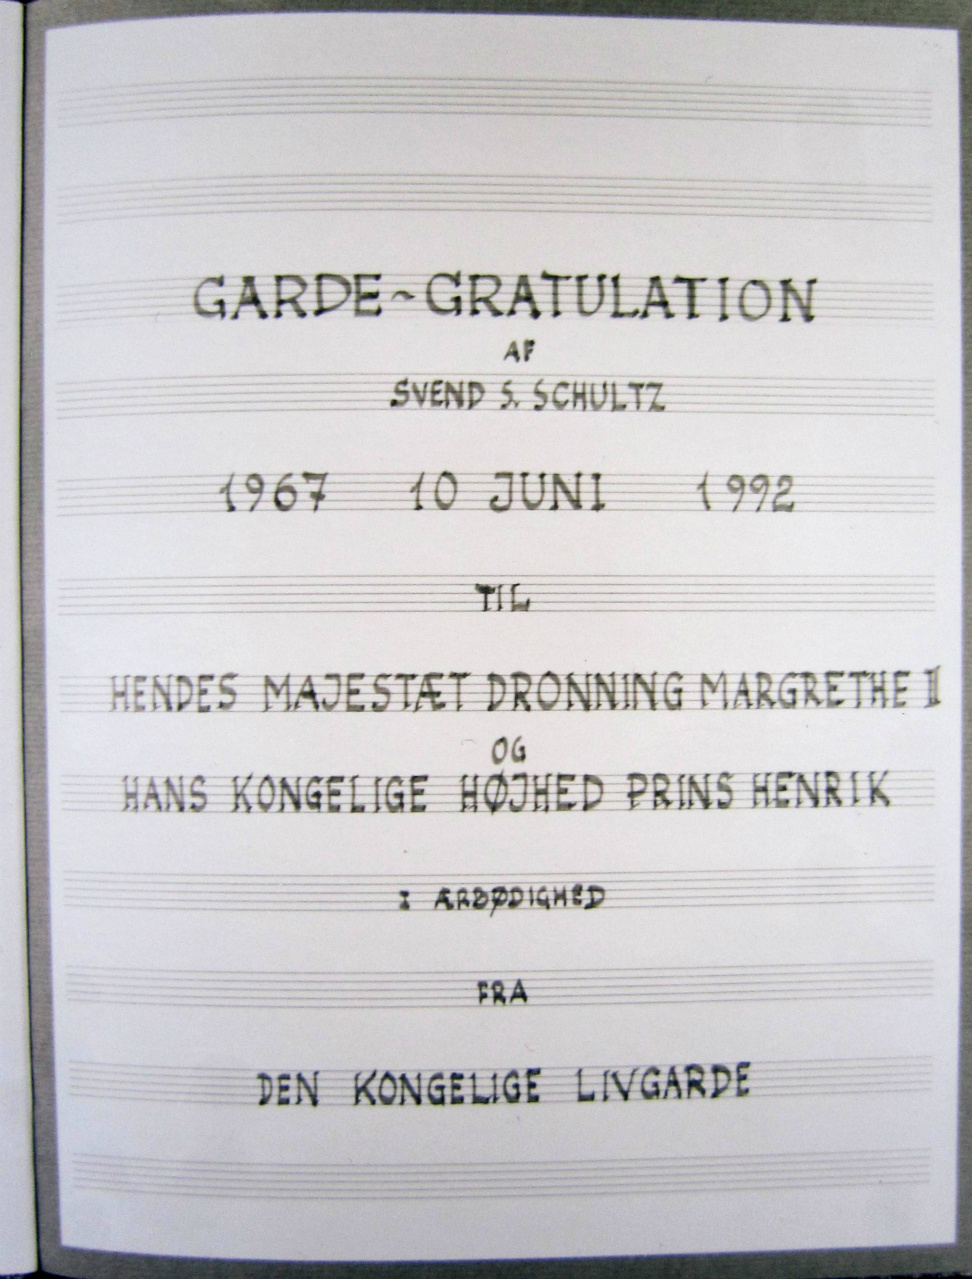 GARDE~GRATULATION
AF
SVEND S. SCHULTZ
1967 10 JUNI 1992
TIL
HENDES MAJESTÆT DRONNING MARGRETHE II
OG
HANS KONGELIGE HØJHED PRINS HENRIK
I ÆRBØDIGHED
FRA
DEN KONGELIGE LIVGARDE